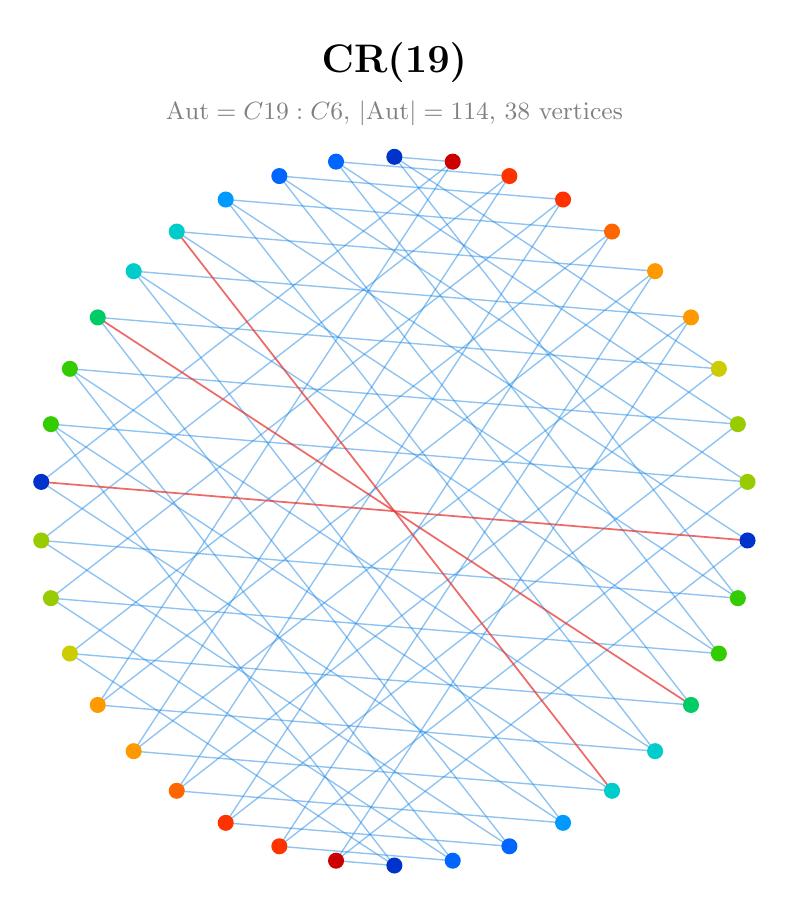 CR(19)
Aut = C19 : C6, |Aut| = 114, 38 vertices